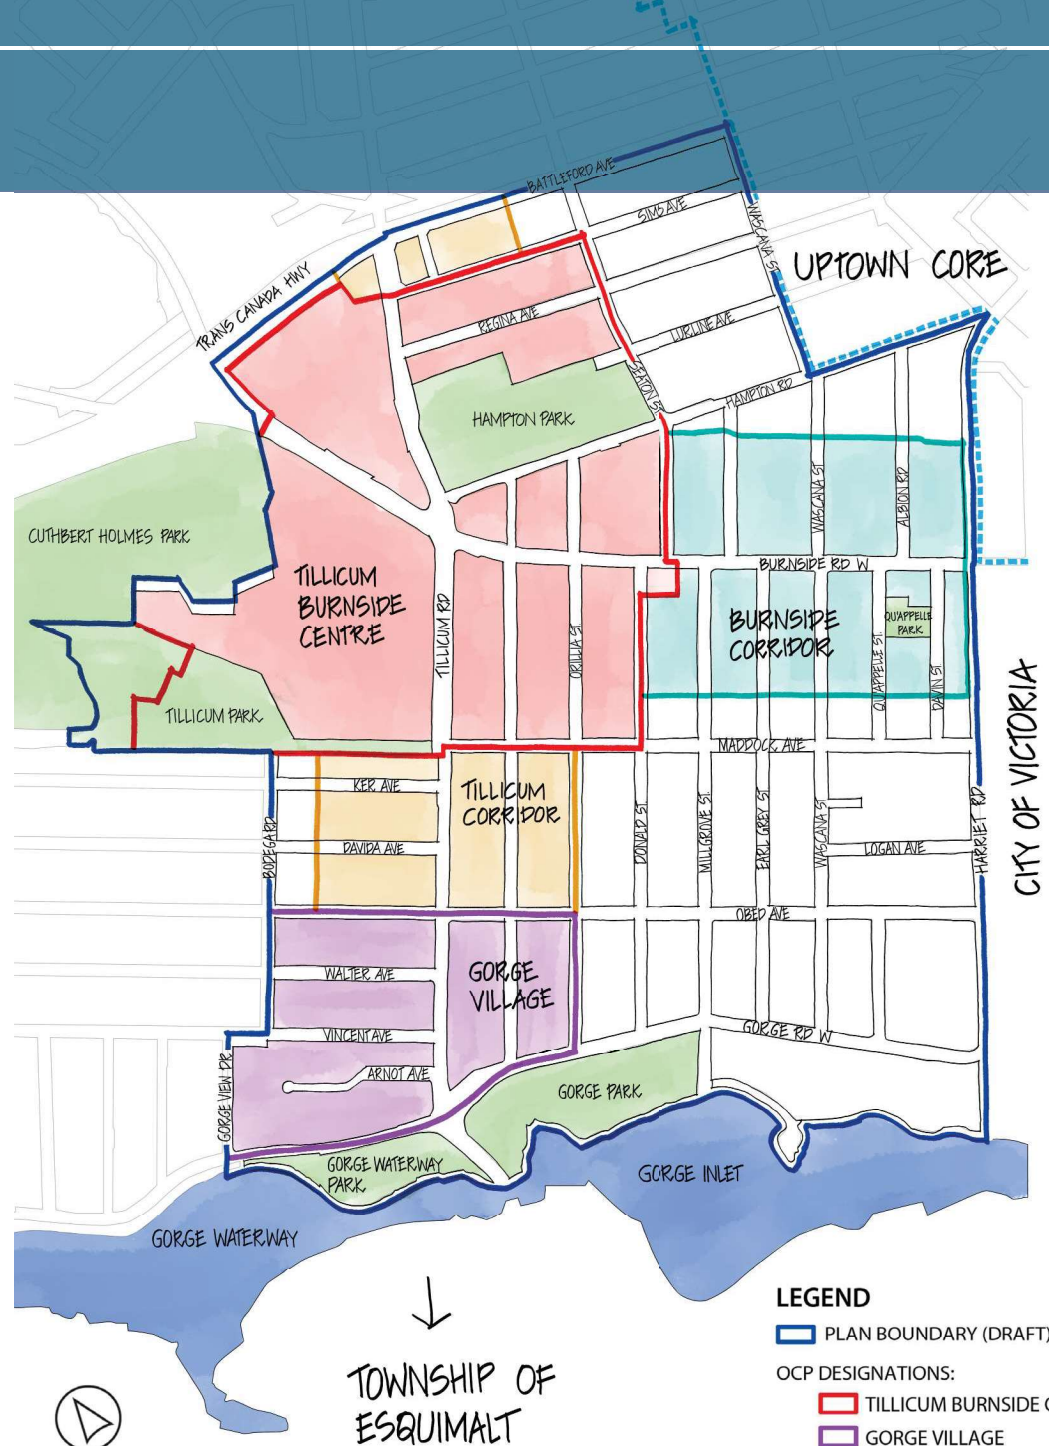 BATTLEFORD AVE
SIMS AVE
WASCANA ST
UPTOWN CORE
TRANS CANADA HWY
REGINA AVE
LURLINE AVE
SEATON ST
HAMPTON RD
HAMPTON PARK
WASCANA ST
ALBION RD
CUTHBERT HOLMES PARK
BURNSIDE RD W
TILLICUM
BURNSIDE
CENTRE
TILLICUM RD
ORILLIA ST
BURNSIDE
CORRIDOR
QU'APPELLE
PARK
QU'APPELLE ST.
DAVIN ST
TILLICUM PARK
MADDOCK AVE
CITY OF VICTORIA
KER AVE
TILLICUM
CORRIDOR
BODEGA RD
DAVIDA AVE
DONALD ST.
MILLGROVE ST.
EARL GREY ST
WASCANA ST
LOGAN AVE
HARRIET RD
OBED AVE
WALTER AVE
GORGE
VILLAGE
VINCENT AVE
GORGE RD W
ARNOT AVE
GORGE VIEW DR
GORGE PARK
GORGE WATERWAY
PARK
GORGE INLET
GORGE WATERWAY
TOWNSHIP OF
ESQUIMALT
LEGEND
PLAN BOUNDARY (DRAFT)
OCP DESIGNATIONS:
TILLICUM BURNSIDE C
GORGE VILLAGE